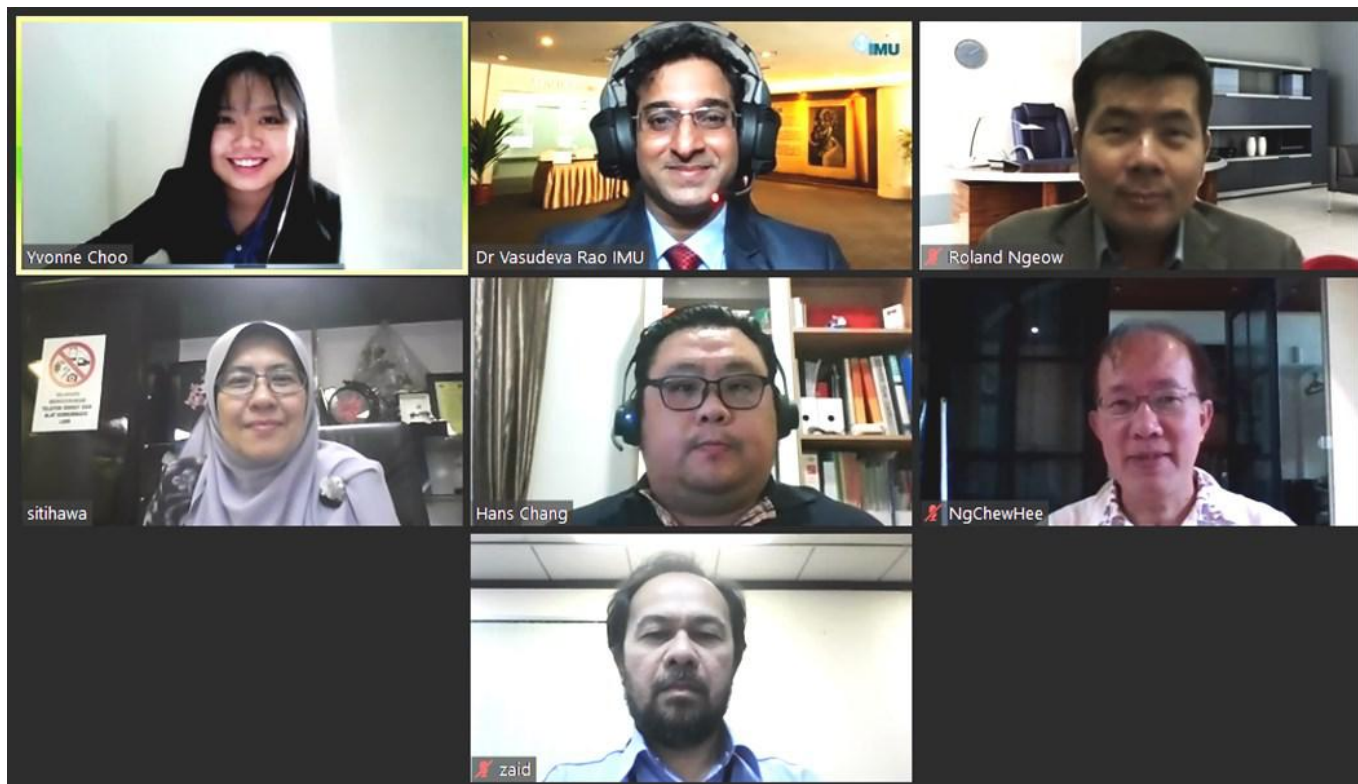 IMU
Yvonne Choo
Dr Vasudeva Rao IMU
Roland Ngeow
sitihawa
Hans Chang
NgChewHee
zaid